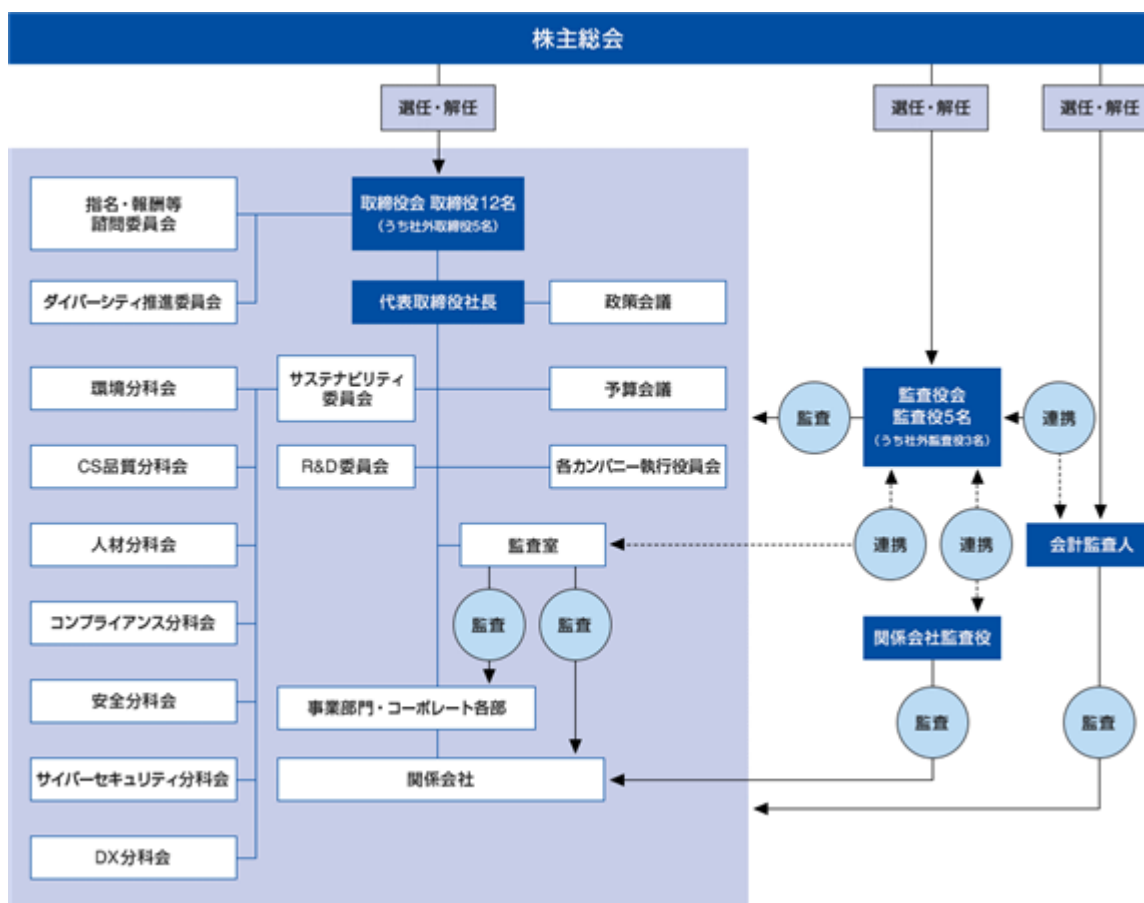 株主総会
選任・解任
選任・解任
選任・解任
指名・報酬等
諮問委員会
取締役会 取締役12名
(うち社外取締役5名)
ダイバーシティ推進委員会
代表取締役社長
政策会議
環境分科会
サステナビリティ
委員会
予算会議
監査
監査役会
監査役5名
(うち社外監査役3名)
連携
CS品質分科会
R&D委員会
各カンパニー執行役員会
人材分科会
監査室
連携
連携
会計監査人
コンプライアンス分科会
監査
監査
関係会社監査役
安全分科会
事業部門・コーポレート各部
監査
監査
サイバーセキュリティ分科会
関係会社
DX分科会